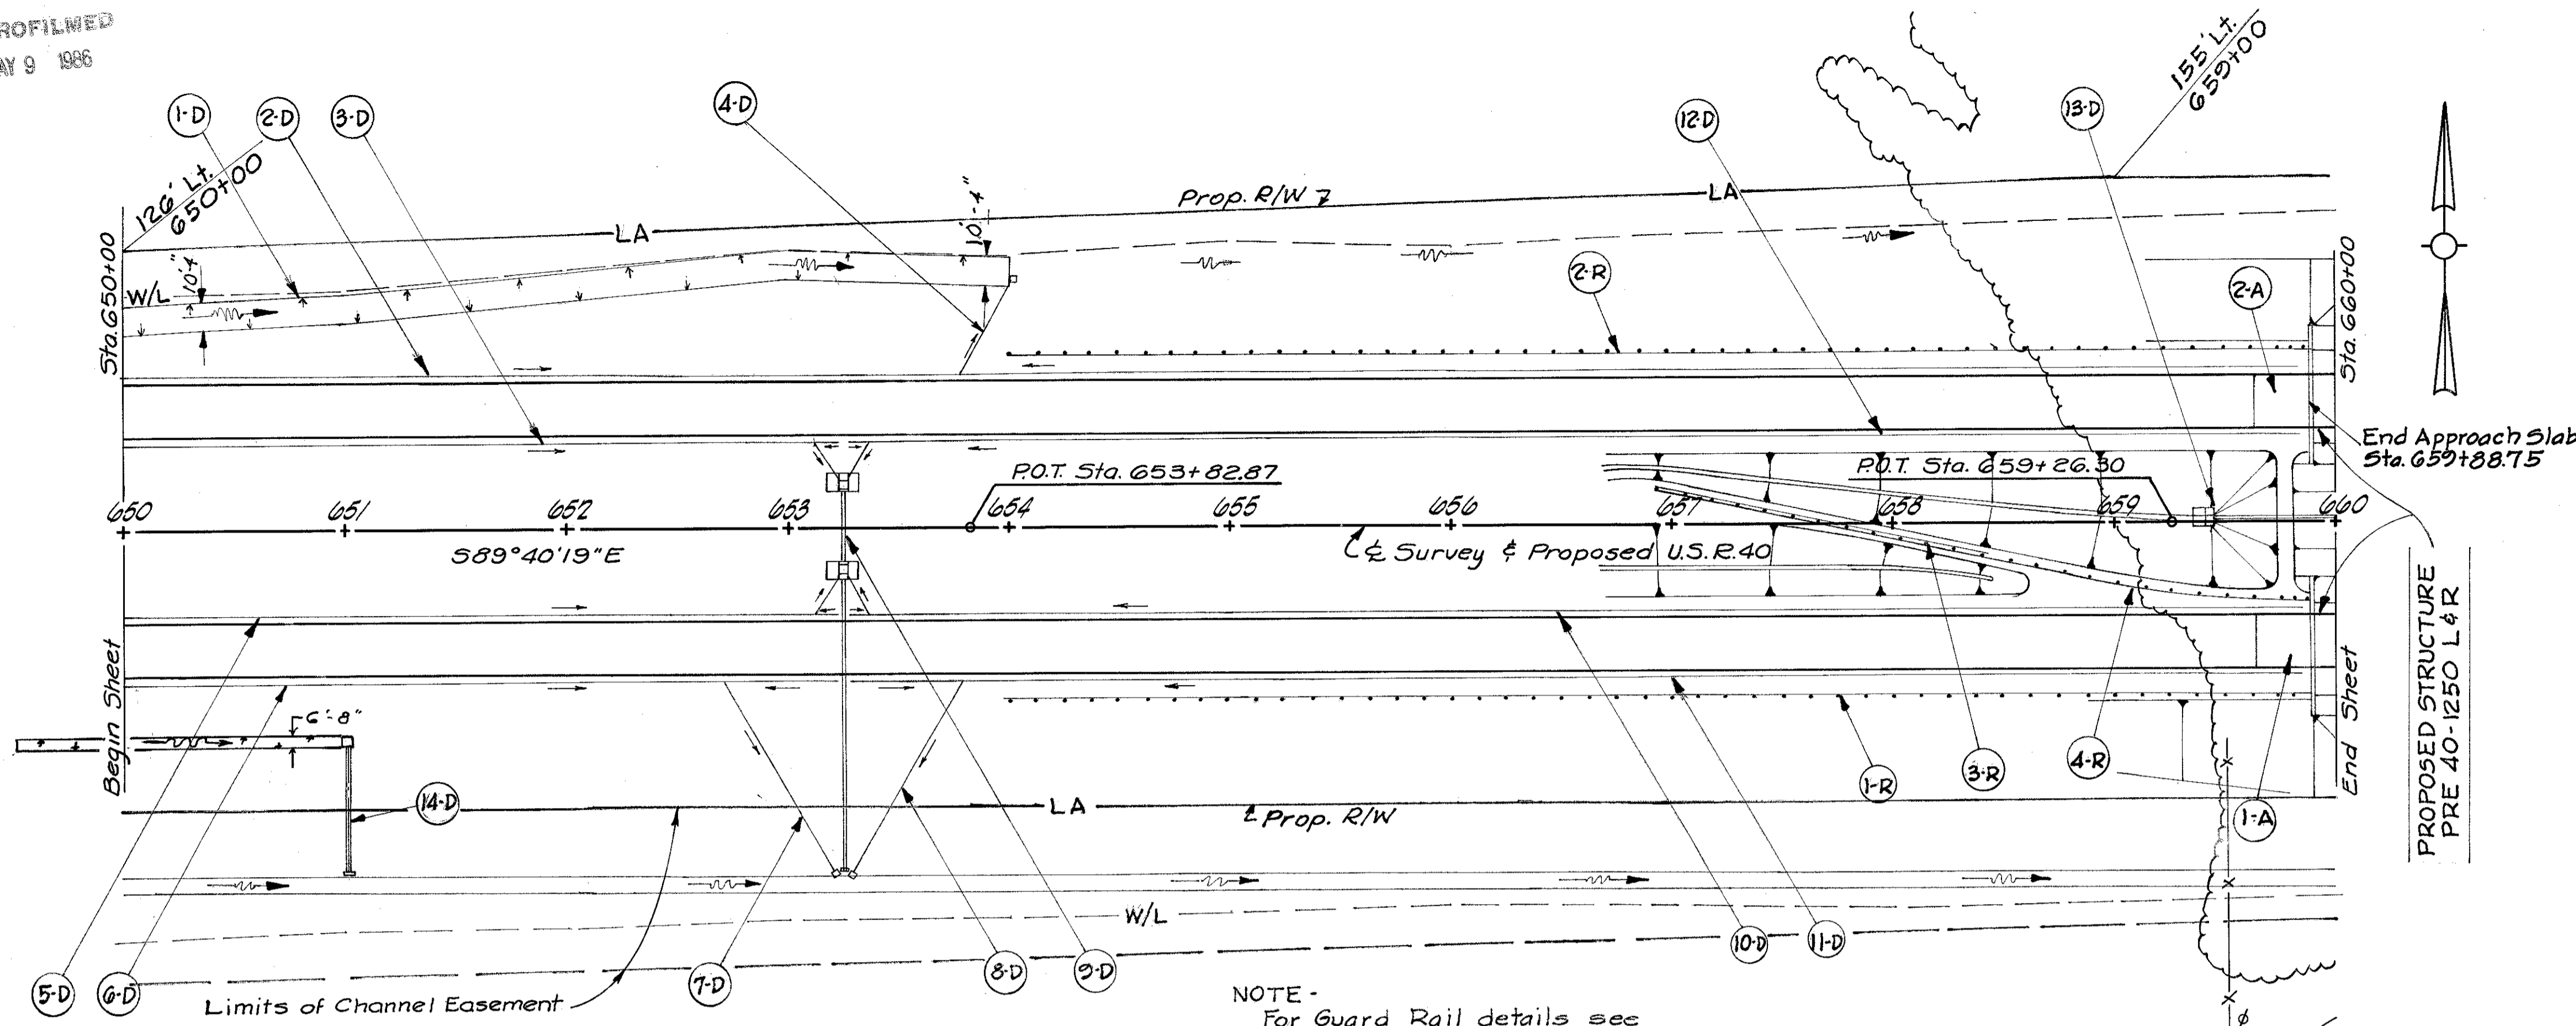 ROFILMED
AY 9 1986
1-D
2-D
3-D
4-D
12-D
13-D
155' Lt.
659+00
126' Lt.
650+00
Sta. 650+00
10'-4"
W/L
LA
10'-4"
Prop. R/W
LA
2-R
2-A
Sta. 660+00
End Approach Slab
Sta. 659+88.75
P.O.T. Sta. 653+82.87
P.O.T. Sta. 659+26.30
650
651
652
653
654
655
656
657
658
659
660
S89°40'19"E
℄ Survey & Proposed U.S.R.40
PROPOSED STRUCTURE
PRE 40-1250 L&R
Begin Sheet
6'-8"
End Sheet
14-D
LA
Prop. R/W
1-R
3-R
4-R
1-A
W/L
5-D
6-D
7-D
8-D
9-D
10-D
11-D
Limits of Channel Easement
NOTE -
For Guard Rail details see